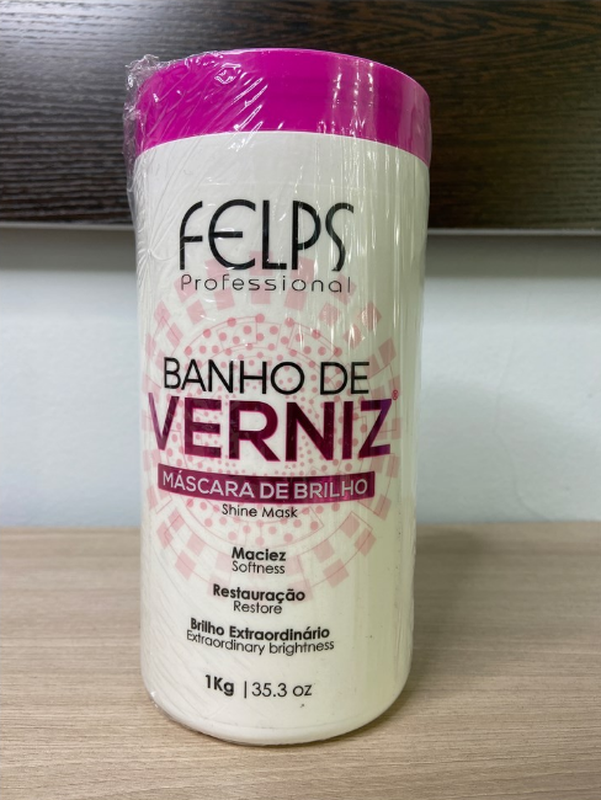 FELPS
Professional
BANHO DE
VERNIZ®
MÁSCARA DE BRILHO
Shine Mask
Maciez
Softness
Restauração
Restore
Brilho Extraordinário
Extraordinary brightness
1Kg | 35.3 oz